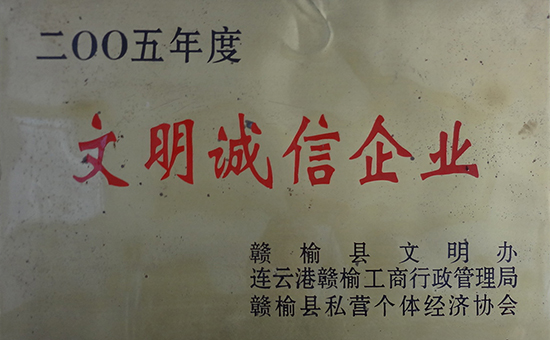 二〇〇五年度
文明诚信企业
赣榆县文明办
连云港赣榆工商行政管理局
赣榆县私营个体经济协会